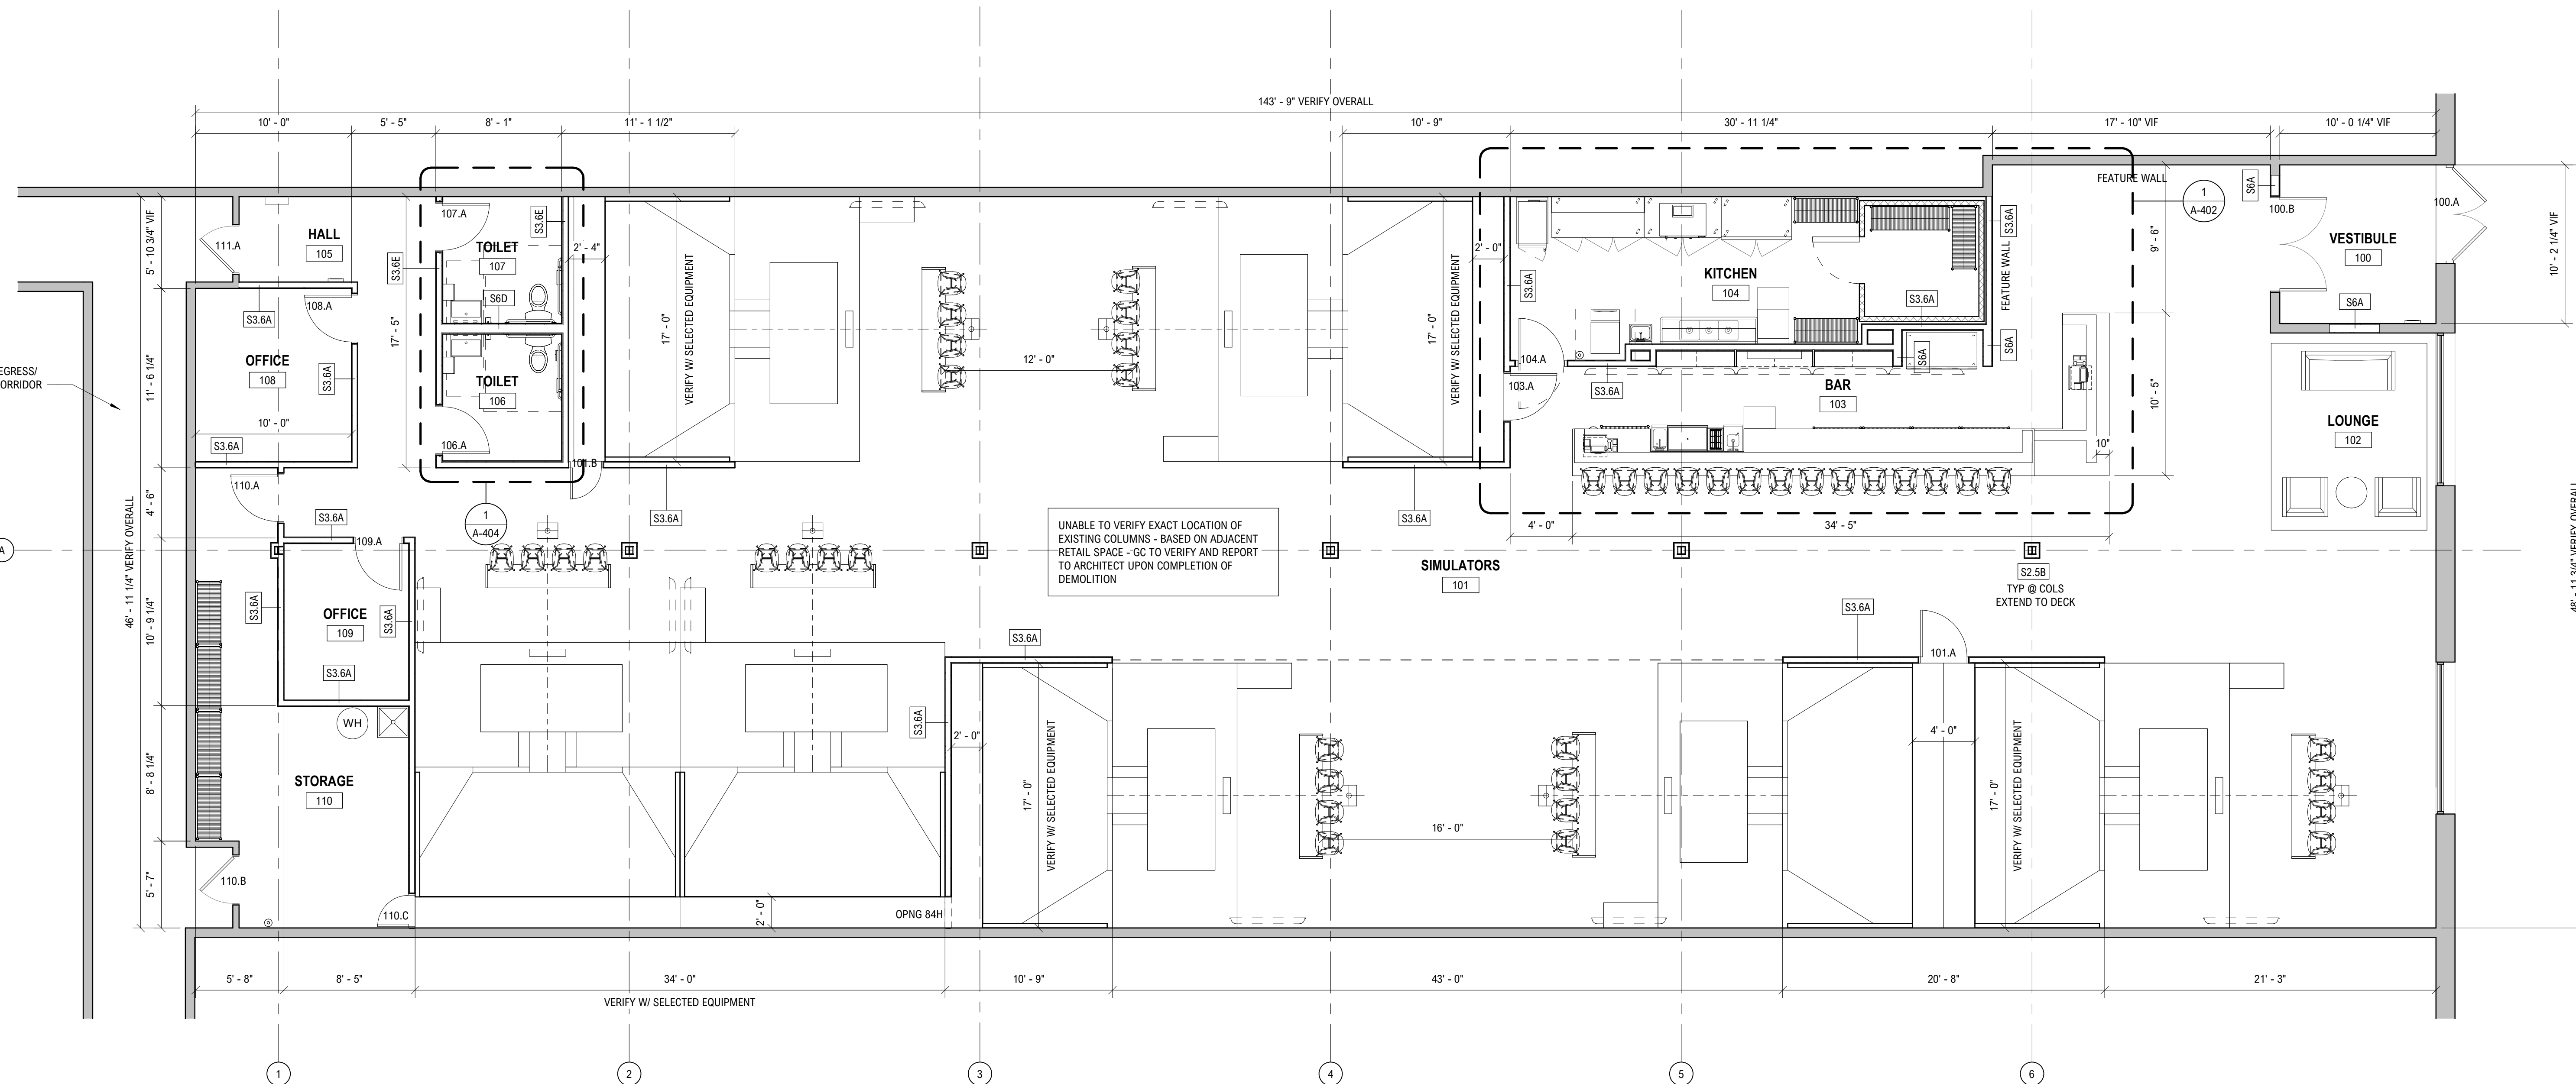 143' - 9" VERIFY OVERALL
10' - 0"
5' - 5"
8' - 1"
11' - 1 1/2"
10' - 9"
30' - 11 1/4"
17' - 10" VIF
10' - 0 1/4" VIF
FEATURE WALL
1
A-402
S6A
100.B
100.A
VESTIBULE
100
S6A
10' - 2 1/4" VIF
9' - 6"
5' - 10 3/4" VIF
111.A
HALL
105
S3.6E
107.A
S3.6E
TOILET
107
2' - 4"
S6D
17' - 0"
VERIFY W/ SELECTED EQUIPMENT
12' - 0"
17' - 0"
VERIFY W/ SELECTED EQUIPMENT
2' - 0"
S3.6A
KITCHEN
104
S3.6A
S3.6A
FEATURE WALL
S6A
S6A
S3.6A
108.A
OFFICE
108
S3.6A
17' - 5"
11' - 6 1/4"
10' - 0"
S3.6A
TOILET
106
106.A
101.B
104.A
103.A
S3.6A
BAR
103
10' - 5"
10"
LOUNGE
102
EGRESS/
ORRIDOR
46' - 11 1/4" VERIFY OVERALL
48' - 11 3/4" VERIFY OVERALL
4' - 6"
110.A
S3.6A
109.A
1
A-404
S3.6A
S3.6A
4' - 0"
34' - 5"
A
UNABLE TO VERIFY EXACT LOCATION OF
EXISTING COLUMNS - BASED ON ADJACENT
RETAIL SPACE - GC TO VERIFY AND REPORT
TO ARCHITECT UPON COMPLETION OF
DEMOLITION
SIMULATORS
101
S2.5B
TYP @ COLS
EXTEND TO DECK
10' - 9 1/4"
S3.6A
OFFICE
109
S3.6A
S3.6A
S3.6A
S3.6A
101.A
8' - 8 1/4"
WH
STORAGE
110
S3.6A
2' - 0"
17' - 0"
VERIFY W/ SELECTED EQUIPMENT
16' - 0"
4' - 0"
17' - 0"
VERIFY W/ SELECTED EQUIPMENT
5' - 7"
110.B
110.C
2' - 0"
OPNG 84H
5' - 8"
8' - 5"
34' - 0"
VERIFY W/ SELECTED EQUIPMENT
10' - 9"
43' - 0"
20' - 8"
21' - 3"
1
2
3
4
5
6